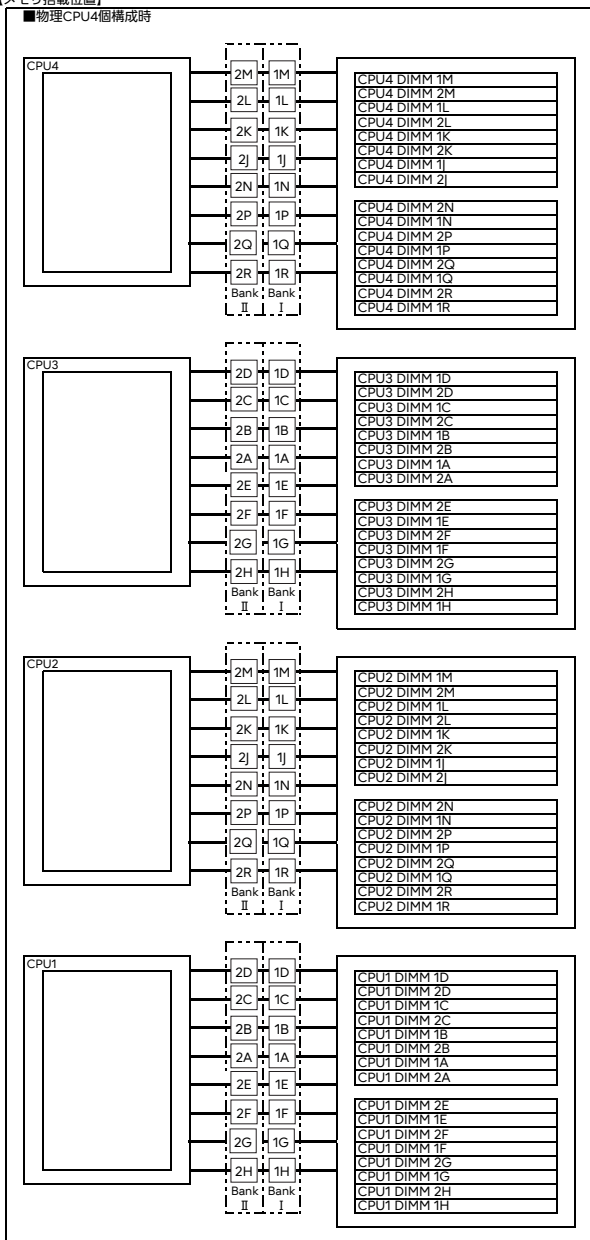 【メモリ搭載位置】
■物理CPU4個構成時
CPU4
2M 1M
2L 1L
2K 1K
2J 1J
2N 1N
2P 1P
2Q 1Q
2R 1R
Bank Bank
Ⅱ Ⅰ
CPU4 DIMM 1M
CPU4 DIMM 2M
CPU4 DIMM 1L
CPU4 DIMM 2L
CPU4 DIMM 1K
CPU4 DIMM 2K
CPU4 DIMM 1J
CPU4 DIMM 2J
CPU4 DIMM 2N
CPU4 DIMM 1N
CPU4 DIMM 2P
CPU4 DIMM 1P
CPU4 DIMM 2Q
CPU4 DIMM 1Q
CPU4 DIMM 2R
CPU4 DIMM 1R
CPU3
2D 1D
2C 1C
2B 1B
2A 1A
2E 1E
2F 1F
2G 1G
2H 1H
Bank Bank
Ⅱ Ⅰ
CPU3 DIMM 1D
CPU3 DIMM 2D
CPU3 DIMM 1C
CPU3 DIMM 2C
CPU3 DIMM 1B
CPU3 DIMM 2B
CPU3 DIMM 1A
CPU3 DIMM 2A
CPU3 DIMM 2E
CPU3 DIMM 1E
CPU3 DIMM 2F
CPU3 DIMM 1F
CPU3 DIMM 2G
CPU3 DIMM 1G
CPU3 DIMM 2H
CPU3 DIMM 1H
CPU2
2M 1M
2L 1L
2K 1K
2J 1J
2N 1N
2P 1P
2Q 1Q
2R 1R
Bank Bank
Ⅱ Ⅰ
CPU2 DIMM 1M
CPU2 DIMM 2M
CPU2 DIMM 1L
CPU2 DIMM 2L
CPU2 DIMM 1K
CPU2 DIMM 2K
CPU2 DIMM 1J
CPU2 DIMM 2J
CPU2 DIMM 2N
CPU2 DIMM 1N
CPU2 DIMM 2P
CPU2 DIMM 1P
CPU2 DIMM 2Q
CPU2 DIMM 1Q
CPU2 DIMM 2R
CPU2 DIMM 1R
CPU1
2D 1D
2C 1C
2B 1B
2A 1A
2E 1E
2F 1F
2G 1G
2H 1H
Bank Bank
Ⅱ Ⅰ
CPU1 DIMM 1D
CPU1 DIMM 2D
CPU1 DIMM 1C
CPU1 DIMM 2C
CPU1 DIMM 1B
CPU1 DIMM 2B
CPU1 DIMM 1A
CPU1 DIMM 2A
CPU1 DIMM 2E
CPU1 DIMM 1E
CPU1 DIMM 2F
CPU1 DIMM 1F
CPU1 DIMM 2G
CPU1 DIMM 1G
CPU1 DIMM 2H
CPU1 DIMM 1H